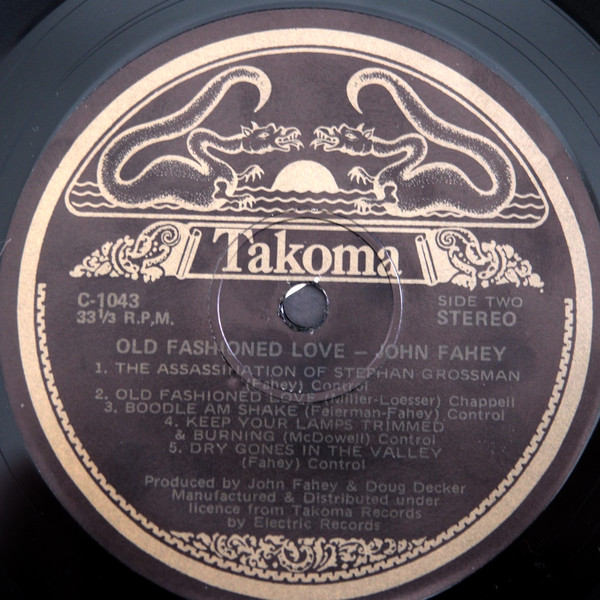 Takoma
C-1043
33⅓ R.P.M.
SIDE TWO
STEREO
OLD FASHIONED LOVE – JOHN FAHEY
1. THE ASSASSINATION OF STEPHAN GROSSMAN
(Fahey) Control
2. OLD FASHIONED LOVE (Miller-Loesser) Chappell
3. BOODLE AM SHAKE (Feierman-Fahey) Control
4. KEEP YOUR LAMPS TRIMMED
& BURNING (McDowell) Control
5. DRY GONES IN THE VALLEY
(Fahey) Control
Produced by John Fahey & Doug Decker
Manufactured & Distributed under
licence from Takoma Records
by Electric Records